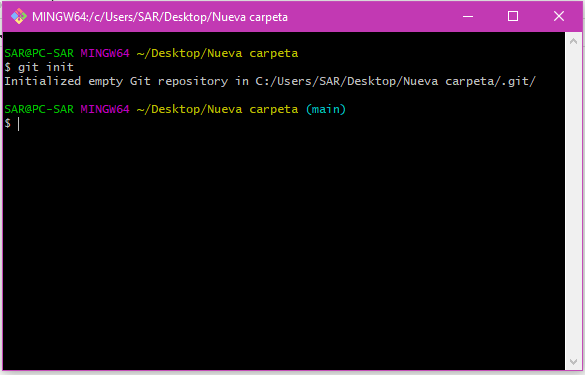 MINGW64:/c/Users/SAR/Desktop/Nueva carpeta
SAR@PC-SAR MINGW64 ~/Desktop/Nueva carpeta
$ git init
Initialized empty Git repository in C:/Users/SAR/Desktop/Nueva carpeta/.git/
SAR@PC-SAR MINGW64 ~/Desktop/Nueva carpeta (main)
$